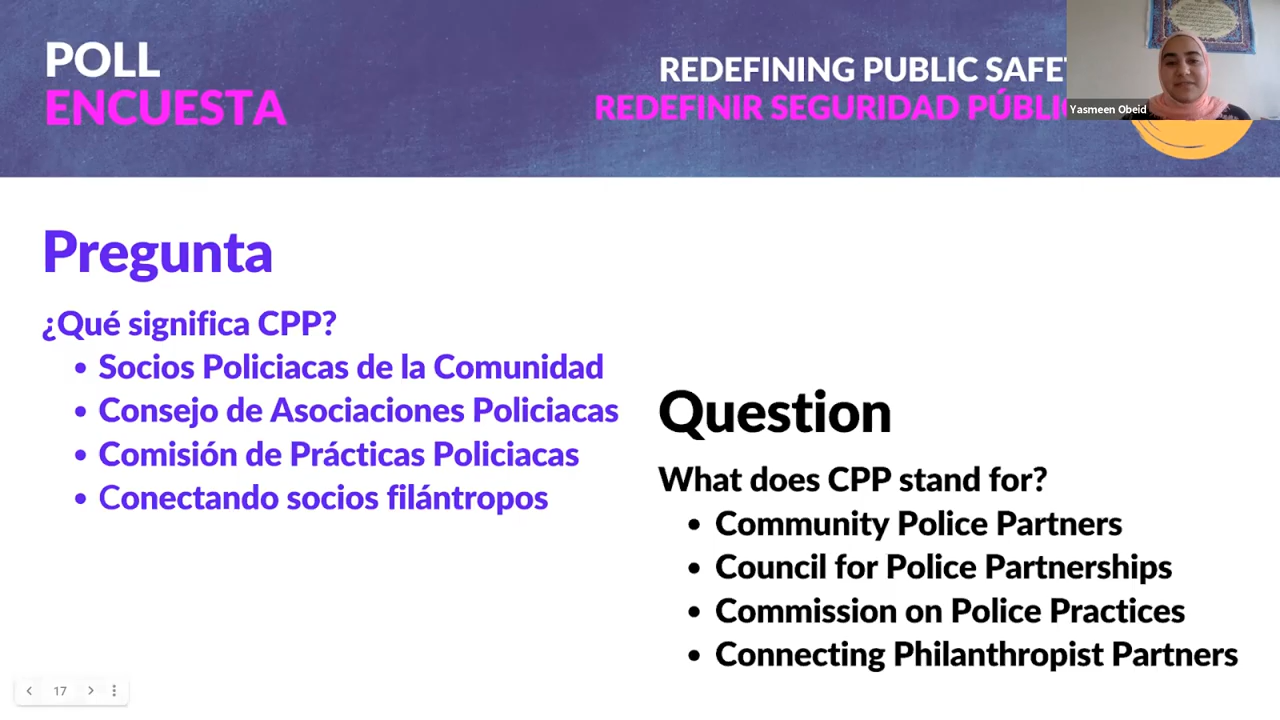 POLL
ENCUESTA
REDEFINING PUBLIC
REDEFINIR SEGURIDAD
Yasmeen Obeid
Pregunta
¿Qué significa CPP?
• Socios Policiacas de la Comunidad
• Consejo de Asociaciones Policiacas
• Comisión de Prácticas Policiacas
• Conectando socios filántropos
Question
What does CPP stand for?
• Community Police Partners
• Council for Police Partnerships
• Commission on Police Practices
• Connecting Philanthropist Partners
17